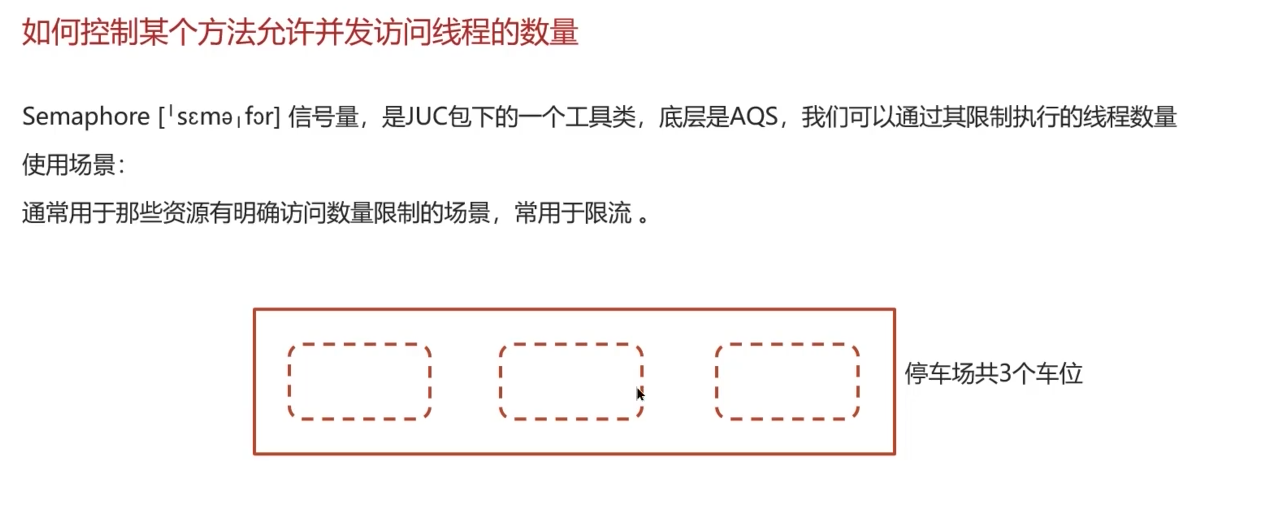 如何控制某个方法允许并发访问线程的数量
Semaphore [ˈsɛməˌfɔr] 信号量，是JUC包下的一个工具类，底层是AQS，我们可以通过其限制执行的线程数量
使用场景：
通常用于那些资源有明确访问数量限制的场景，常用于限流 。
停车场共3个车位